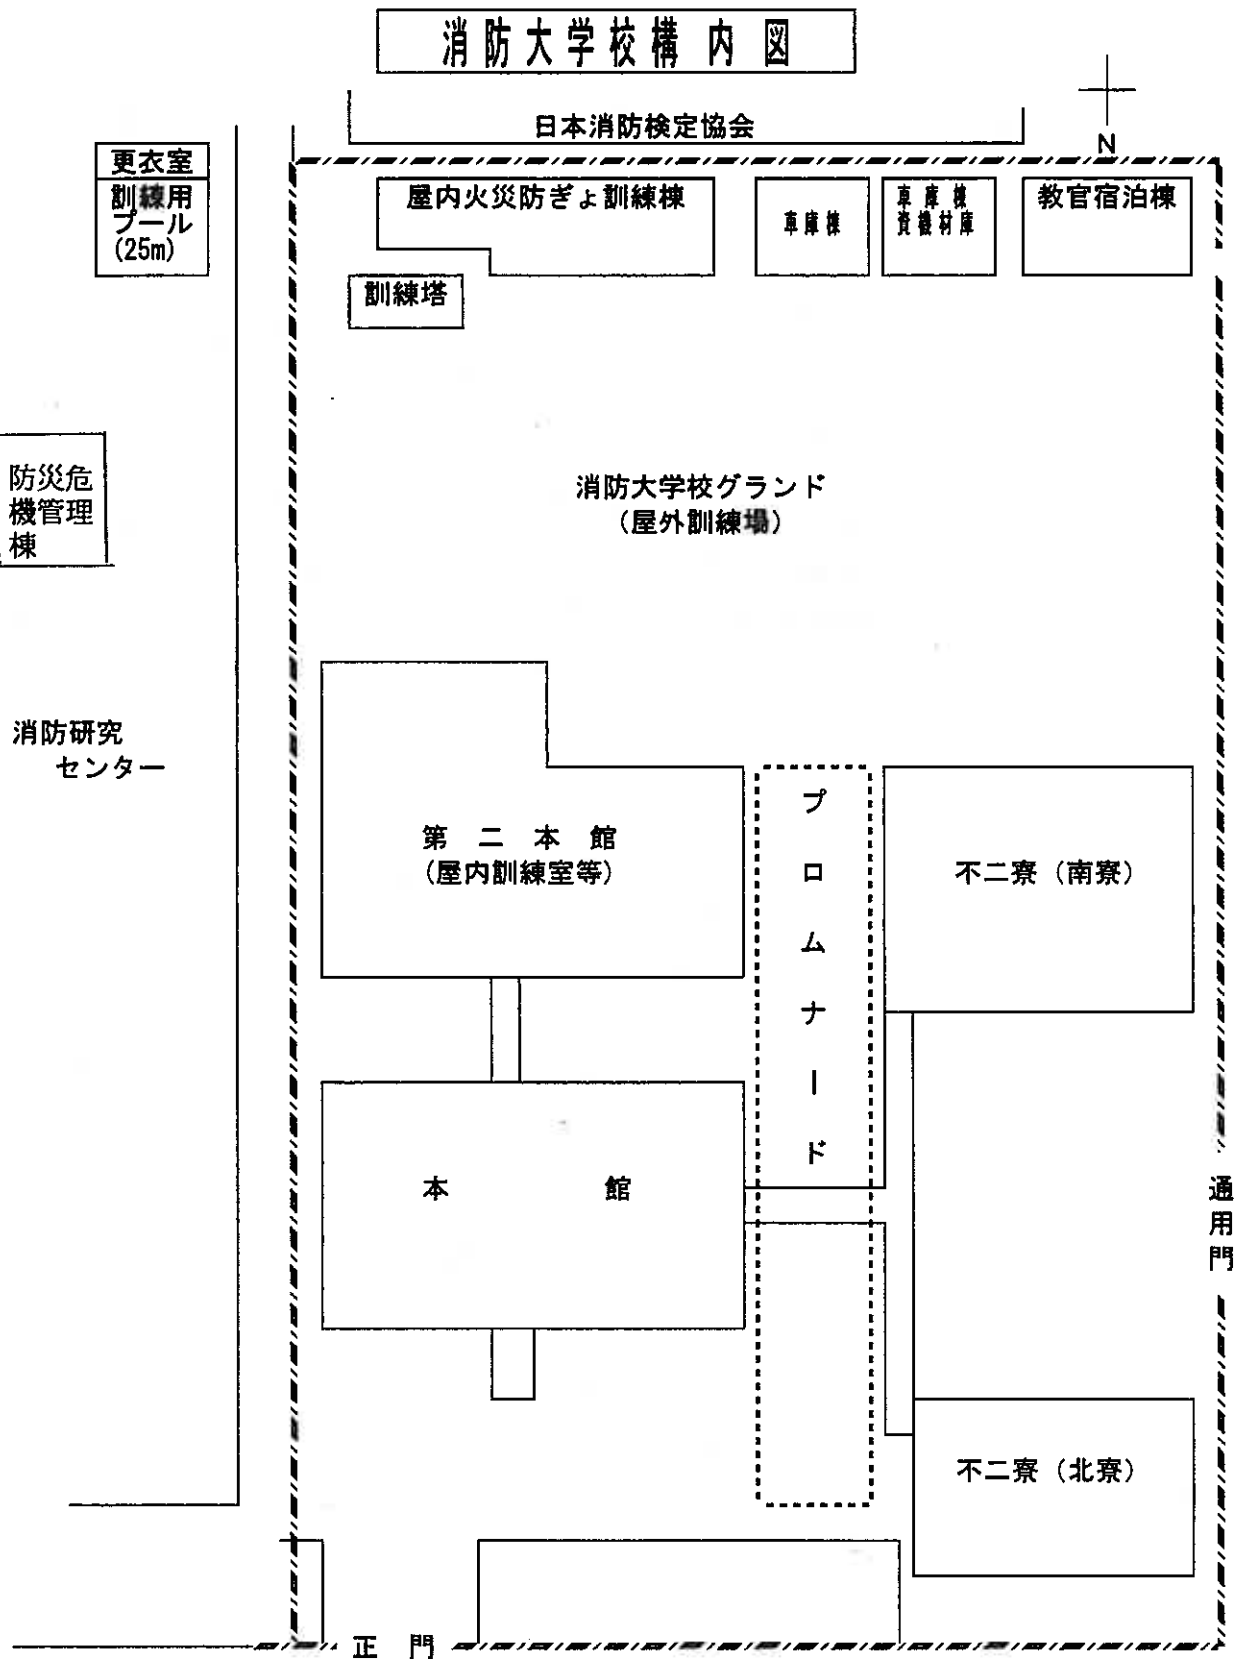 消防大学校構内図
日本消防検定協会
N
更衣室
訓練用
プール
(25m)
屋内火災防ぎょ訓練棟
車庫棟
車庫棟
資機材庫
教官宿泊棟
訓練塔
防災危
機管理
棟
消防大学校グランド
（屋外訓練場）
消防研究
センター
第二本館
（屋内訓練室等）
プロムナード
不二寮（南寮）
本館
通用門
不二寮（北寮）
正門